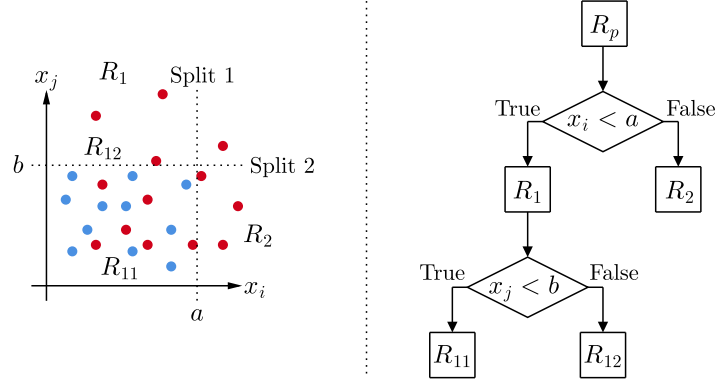 x_j
R_1
Split 1
R_12
b
Split 2
R_2
R_11
x_i
a
R_p
True
x_i < a
False
R_1
R_2
True
x_j < b
False
R_11
R_12